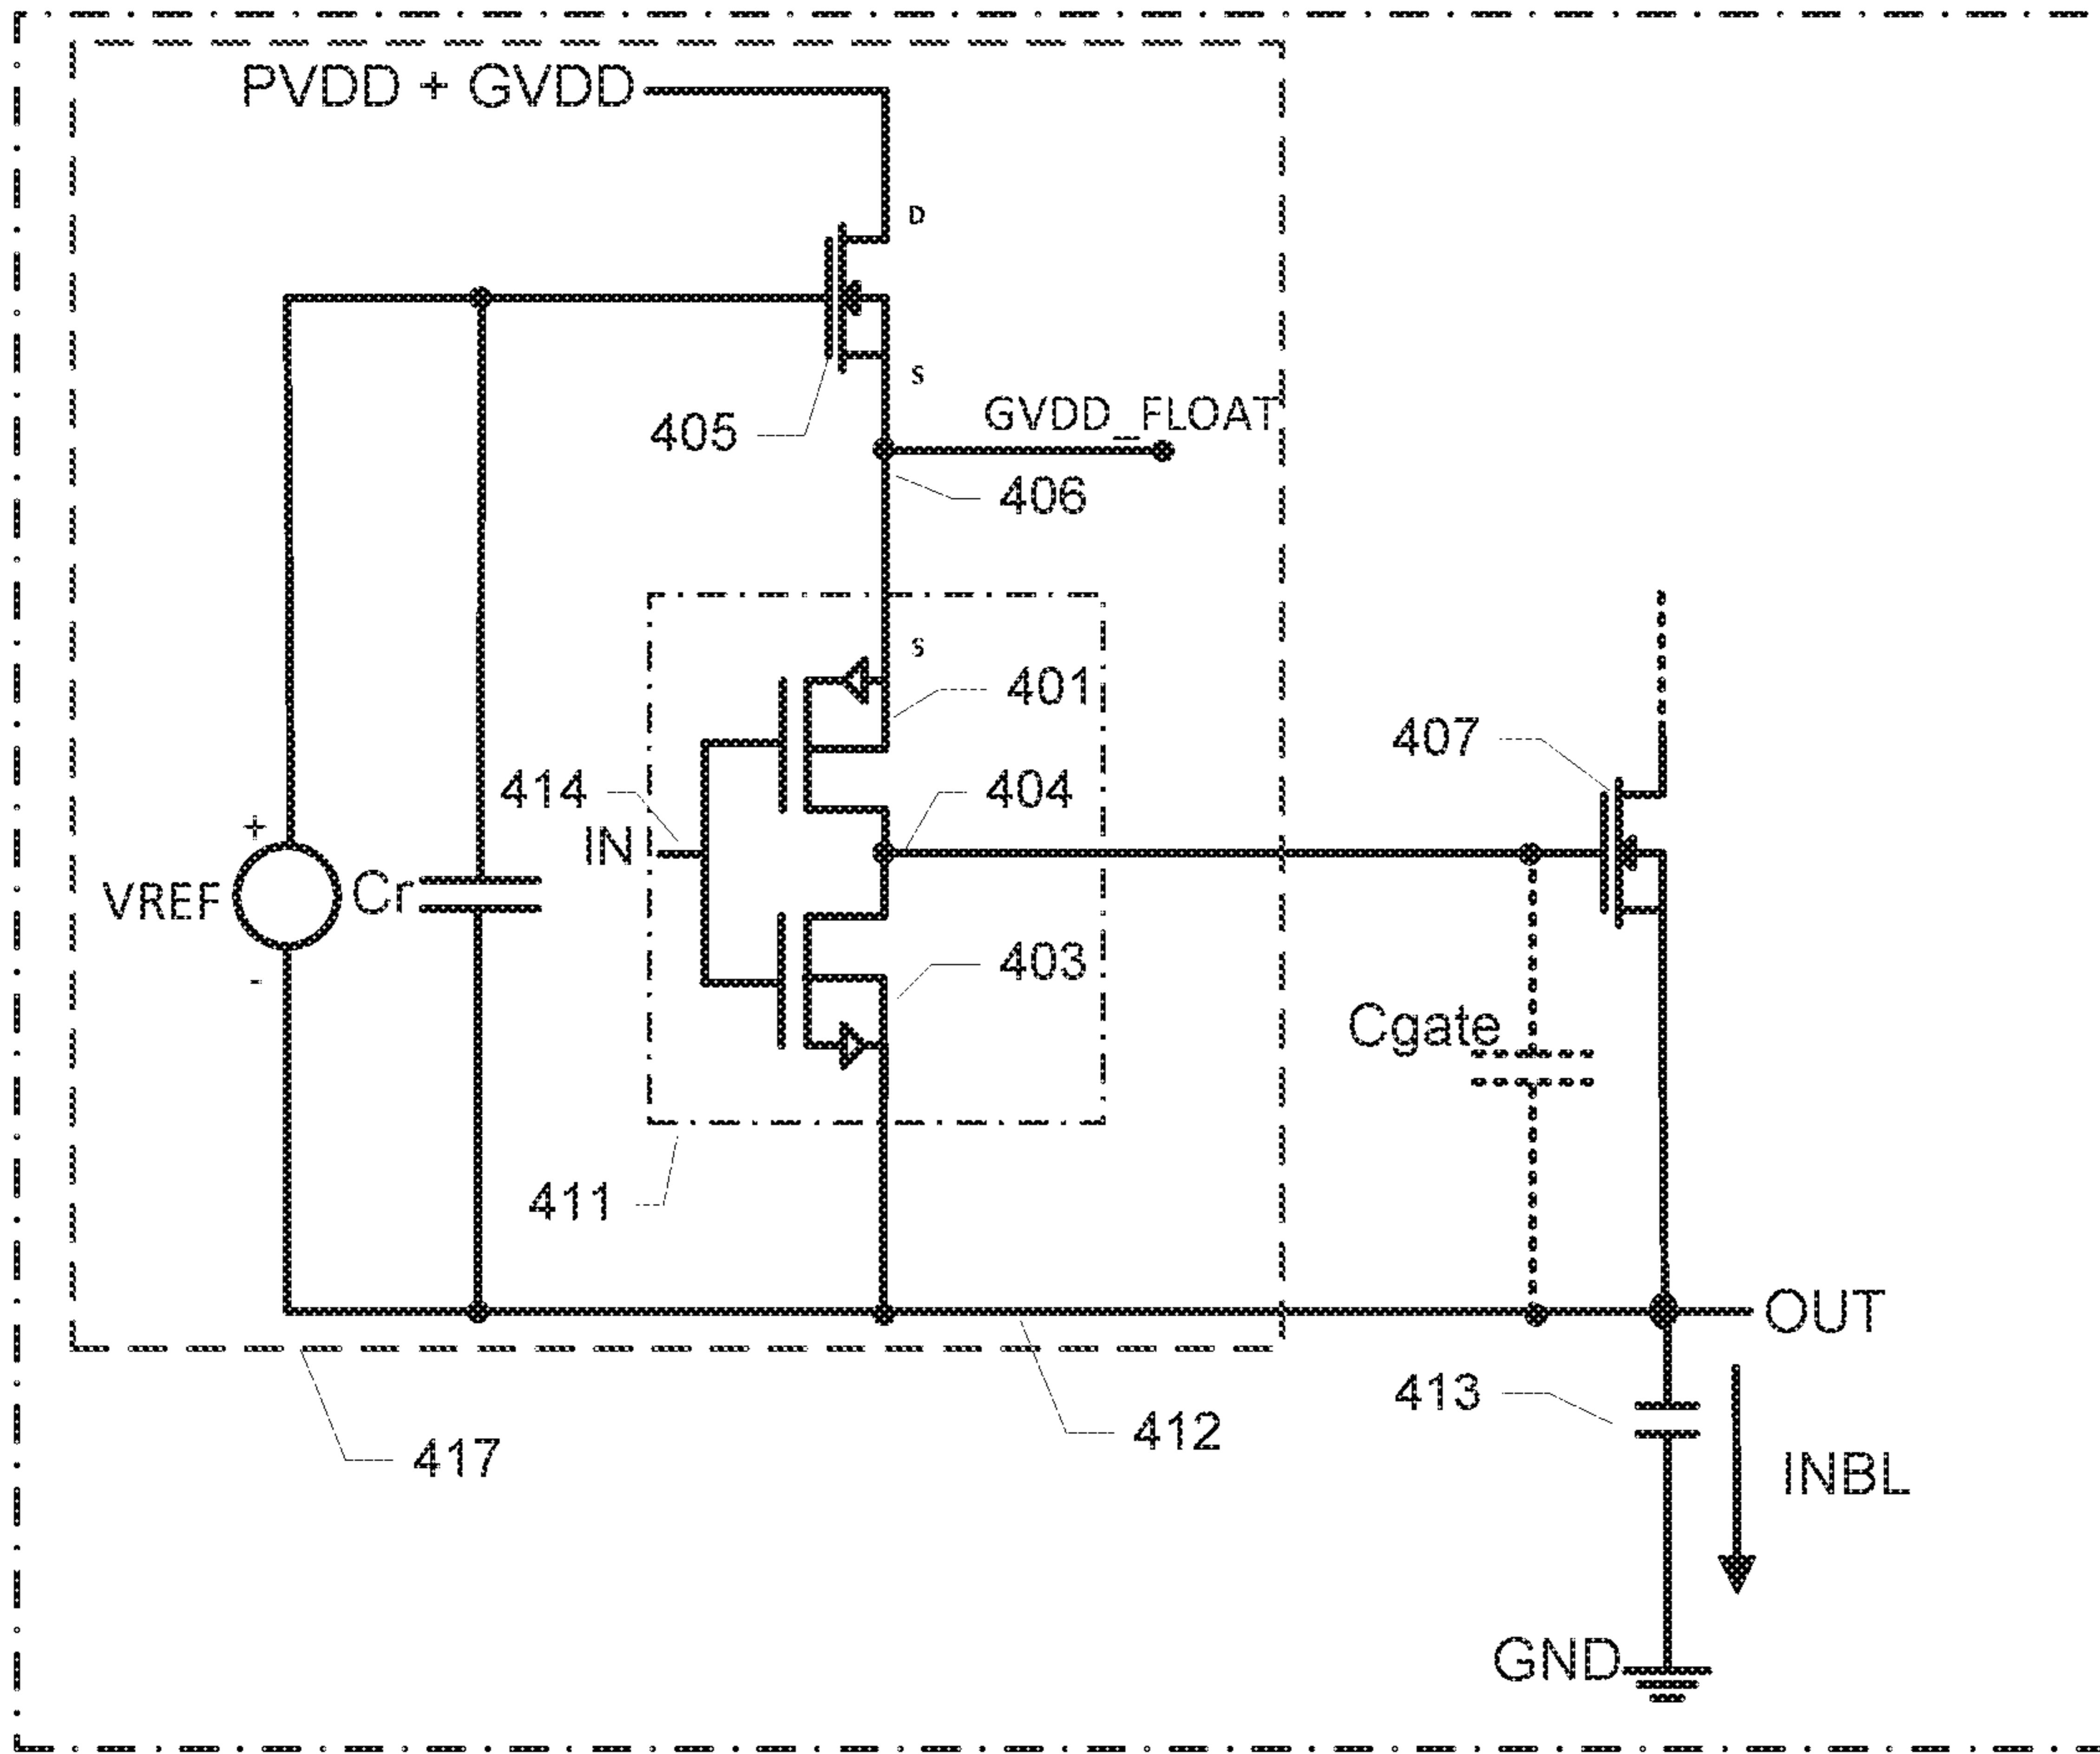 PVDD + GVDD
D
S
405
GVDD_FLOAT
406
S
401
407
414
404
IN
+
VREF
Cr
-
403
Cgate
411
OUT
413
412
417
INBL
GND